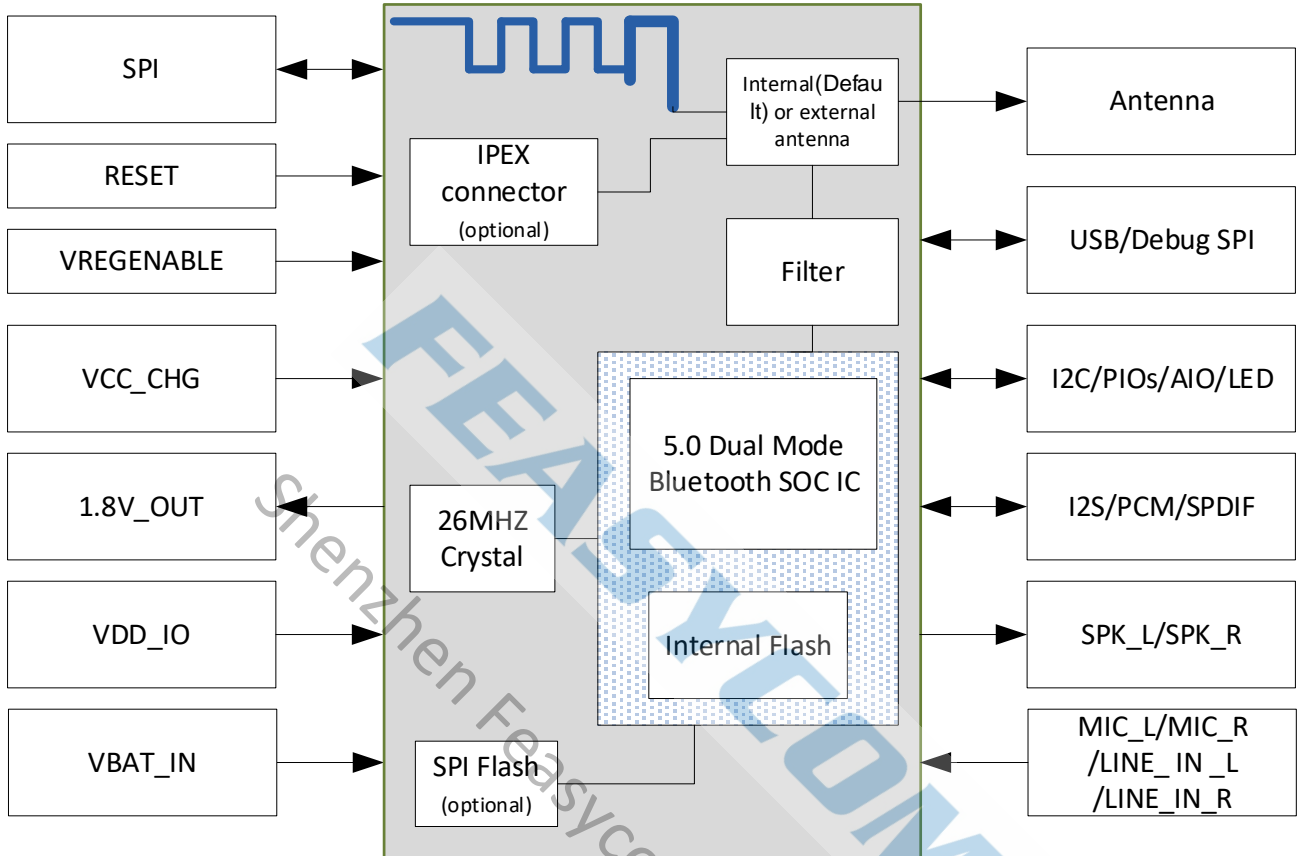 SPI
RESET
VREGENABLE
VCC_CHG
1.8V_OUT
VDD_IO
VBAT_IN
IPEX
connector
(optional)
Internal(Defau
lt) or external
antenna
Filter
5.0 Dual Mode
Bluetooth SOC IC
26MHZ
Crystal
Internal Flash
SPI Flash
(optional)
Antenna
USB/Debug SPI
I2C/PIOs/AIO/LED
I2S/PCM/SPDIF
SPK_L/SPK_R
MIC_L/MIC_R
/LINE_ IN _L
/LINE_IN_R
FEASYCOM
Shenzhen Feasyco